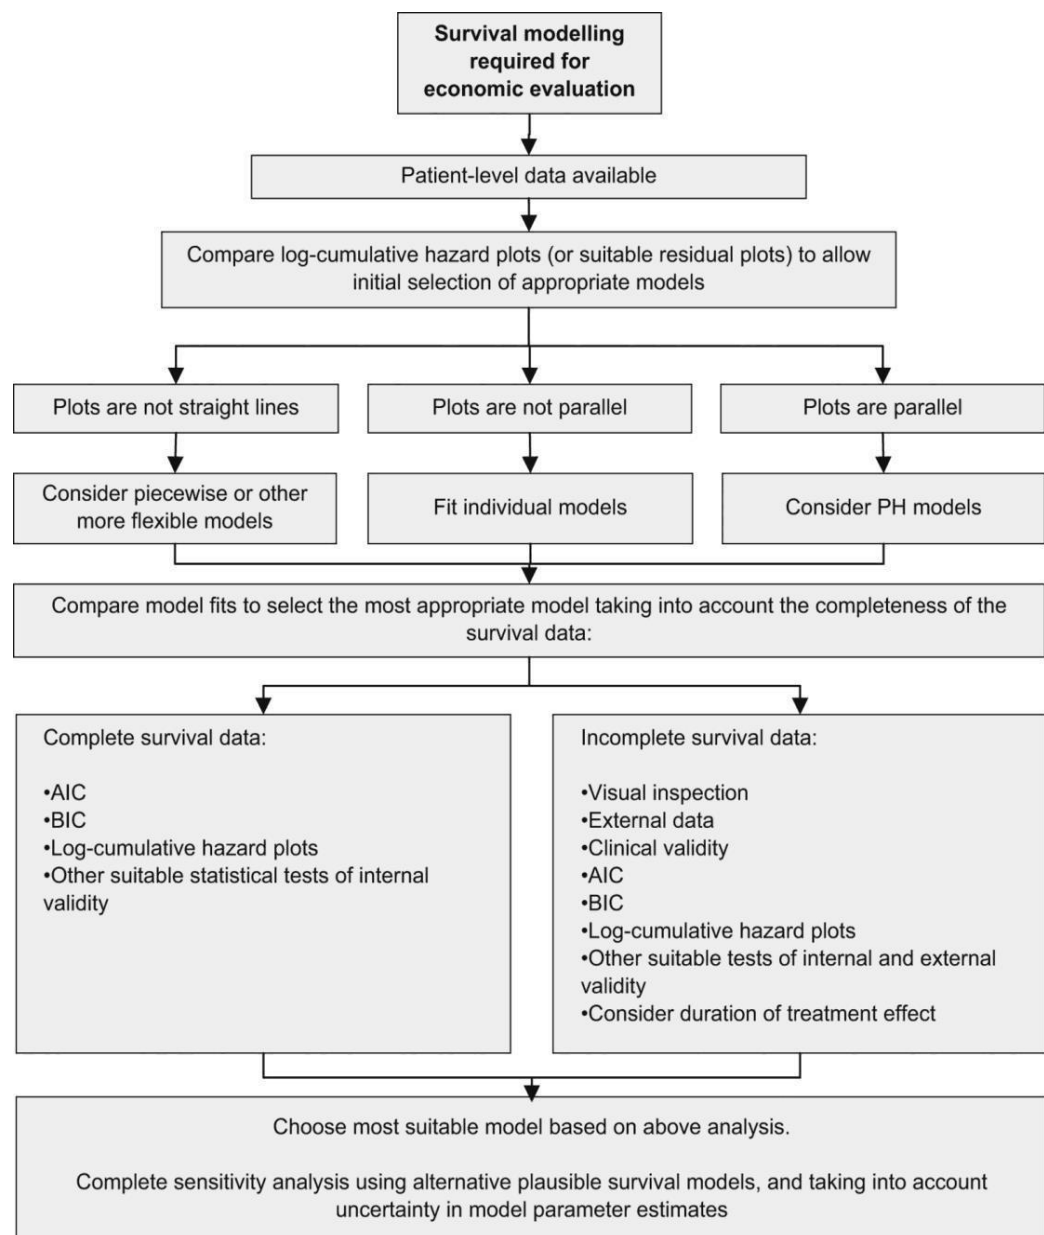 Survival modelling
required for
economic evaluation
Patient-level data available
Compare log-cumulative hazard plots (or suitable residual plots) to allow
initial selection of appropriate models
Plots are not straight lines
Plots are not parallel
Plots are parallel
Consider piecewise or other
more flexible models
Fit individual models
Consider PH models
Compare model fits to select the most appropriate model taking into account the completeness of the
survival data:
Complete survival data:
•AIC
•BIC
•Log-cumulative hazard plots
•Other suitable statistical tests of internal
validity
Incomplete survival data:
•Visual inspection
•External data
•Clinical validity
•AIC
•BIC
•Log-cumulative hazard plots
•Other suitable tests of internal and external
validity
•Consider duration of treatment effect
Choose most suitable model based on above analysis.
Complete sensitivity analysis using alternative plausible survival models, and taking into account
uncertainty in model parameter estimates